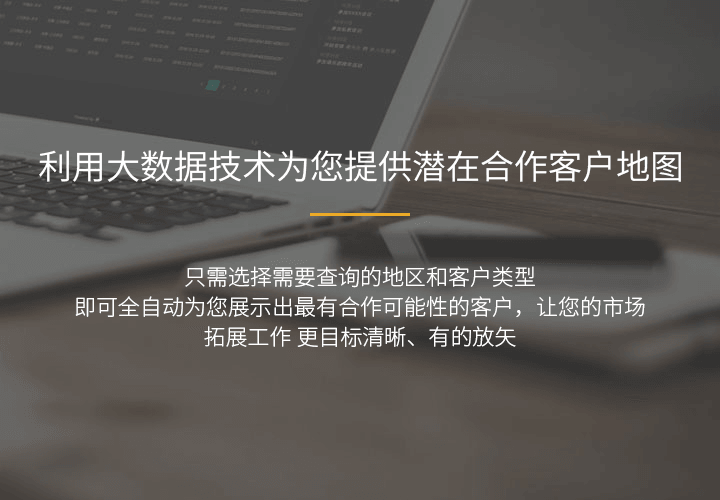 利用大数据技术为您提供潜在合作客户地图
只需选择需要查询的地区和客户类型
即可全自动为您展示出最有合作可能性的客户，让您的市场
拓展工作 更目标清晰、有的放矢